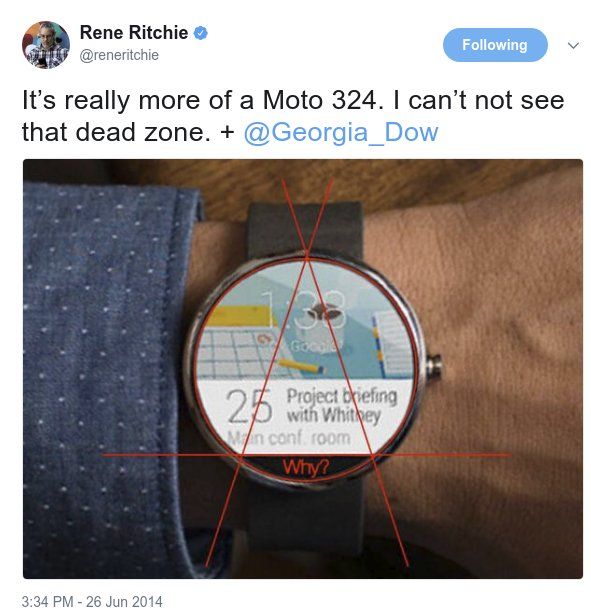 Rene Ritchie
@reneritchie
Following
It’s really more of a Moto 324. I can’t not see
that dead zone. + @Georgia_Dow
1:38
Google
25 Project briefing
with Whitney
Main conf. room
Why?
3:34 PM - 26 Jun 2014